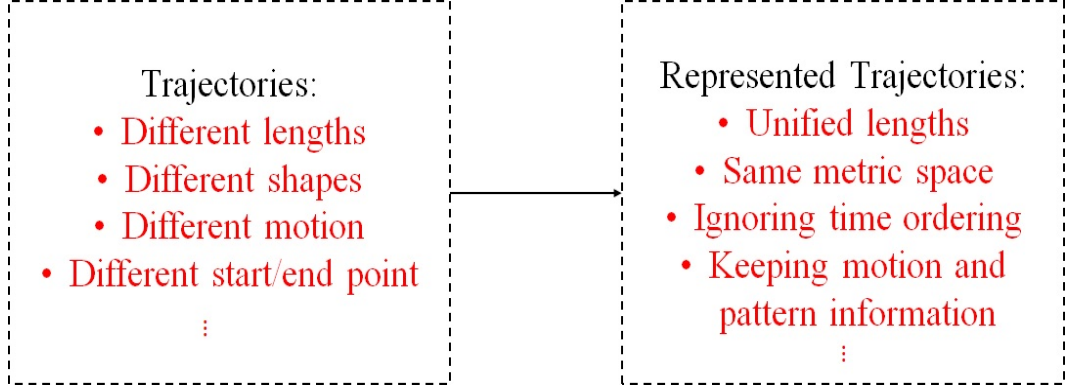 Trajectories:
• Different lengths
• Different shapes
• Different motion
• Different start/end point
⋮
Represented Trajectories:
• Unified lengths
• Same metric space
• Ignoring time ordering
• Keeping motion and
pattern information
⋮